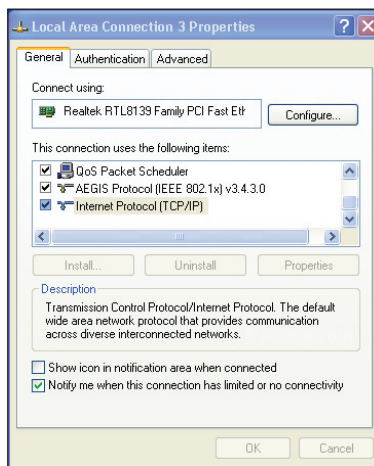 Local Area Connection 3 Properties
General Authentication Advanced
Connect using:
Realtek RTL8139 Family PCI Fast Eth
Configure...
This connection uses the following items:
QoS Packet Scheduler
AEGIS Protocol (IEEE 802.1x) v3.4.3.0
Internet Protocol (TCP/IP)
Install... Uninstall Properties
Description
Transmission Control Protocol/Internet Protocol. The default
wide area network protocol that provides communication
across diverse interconnected networks.
Show icon in notification area when connected
Notify me when this connection has limited or no connectivity
OK Cancel